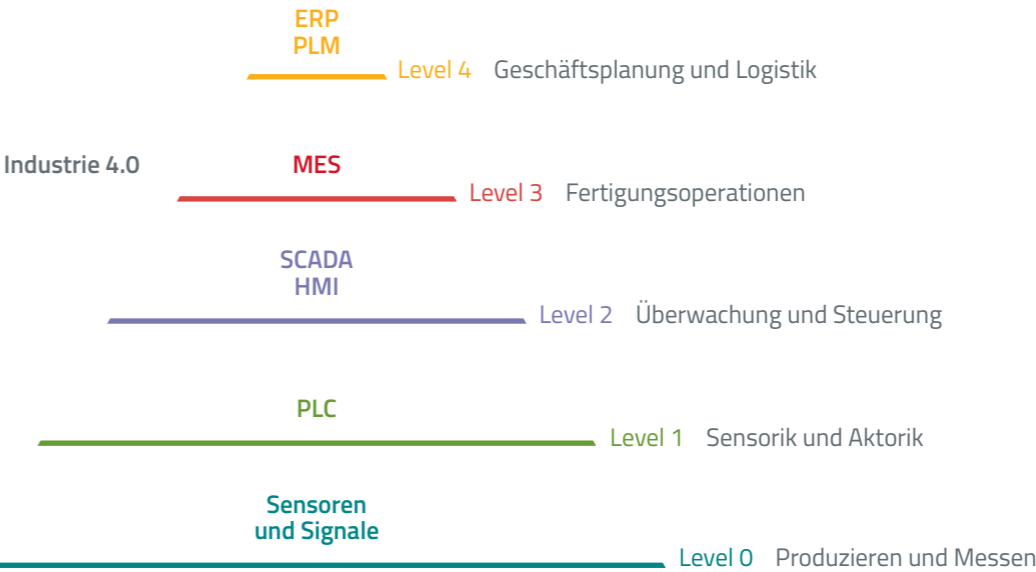 ERP
PLM
Level 4 Geschäftsplanung und Logistik
Industrie 4.0
MES
Level 3 Fertigungsoperationen
SCADA
HMI
Level 2 Überwachung und Steuerung
PLC
Level 1 Sensorik und Aktorik
Sensoren
und Signale
Level 0 Produzieren und Messen